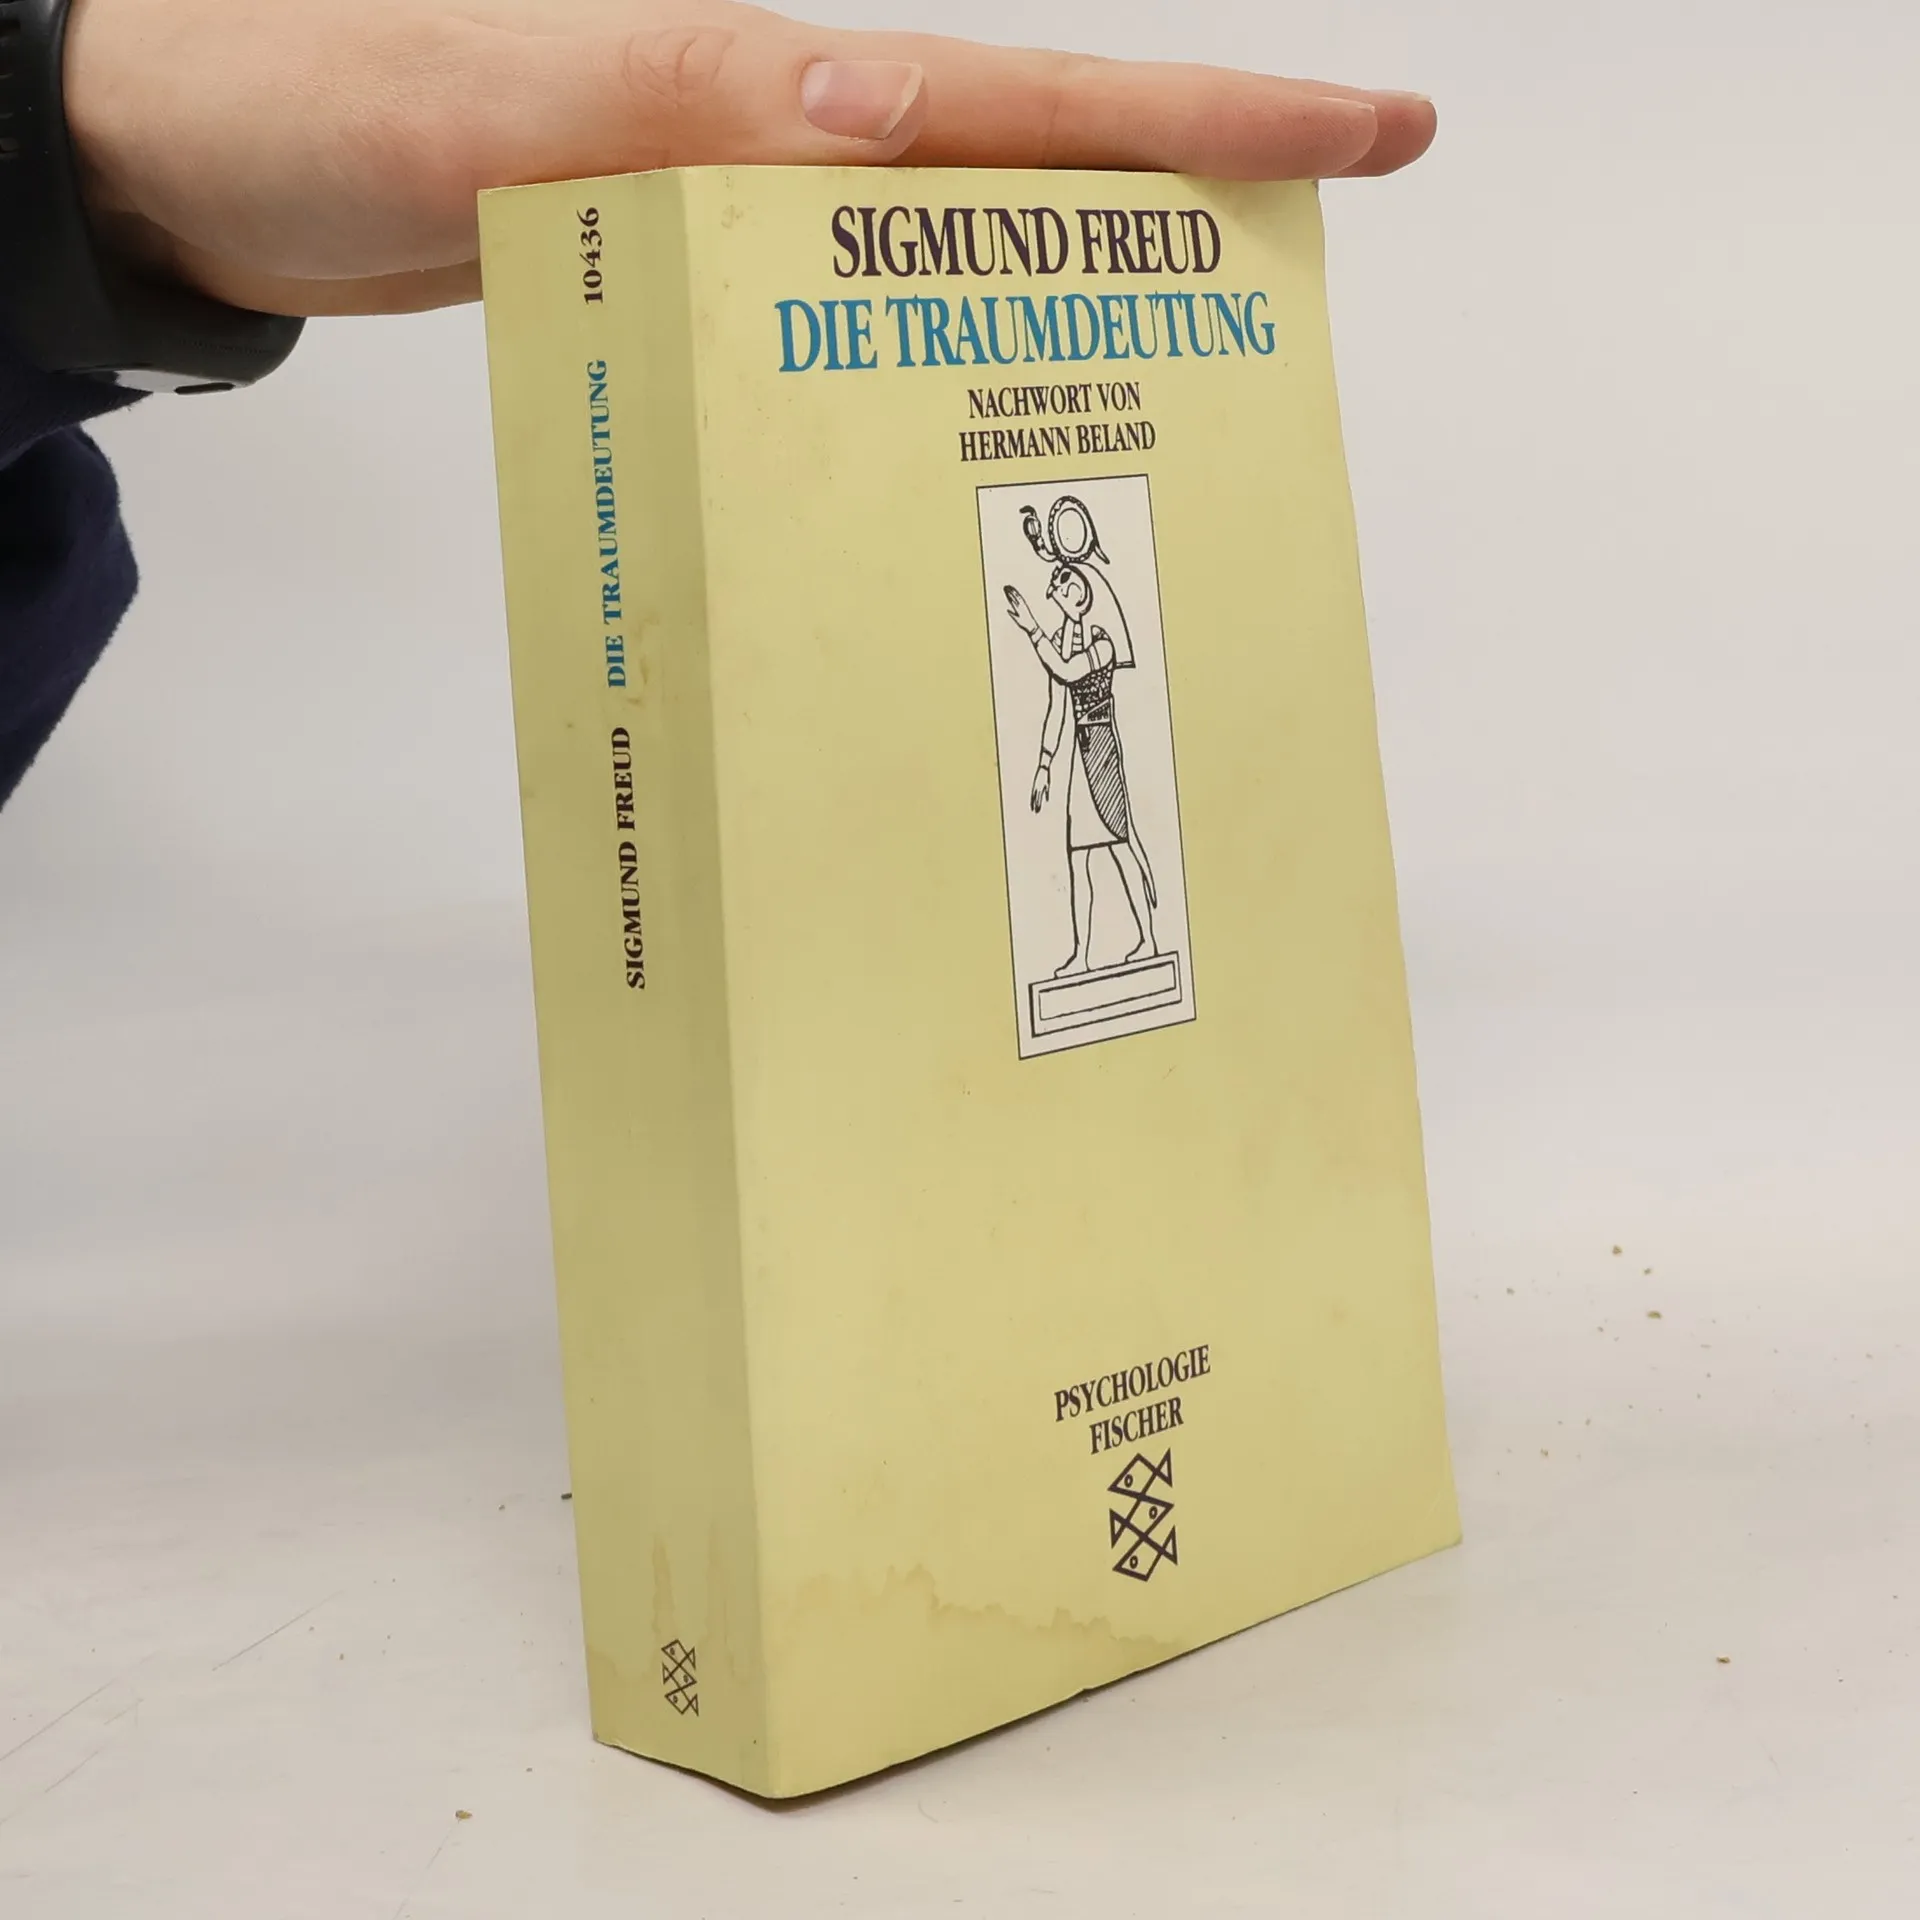 SIGMUND FREUD
DIE TRAUMDEUTUNG
NACHWORT VON
HERMANN BELAND
PSYCHOLOGIE
FISCHER
SIGMUND FREUD DIE TRAUMDEUTUNG 10436